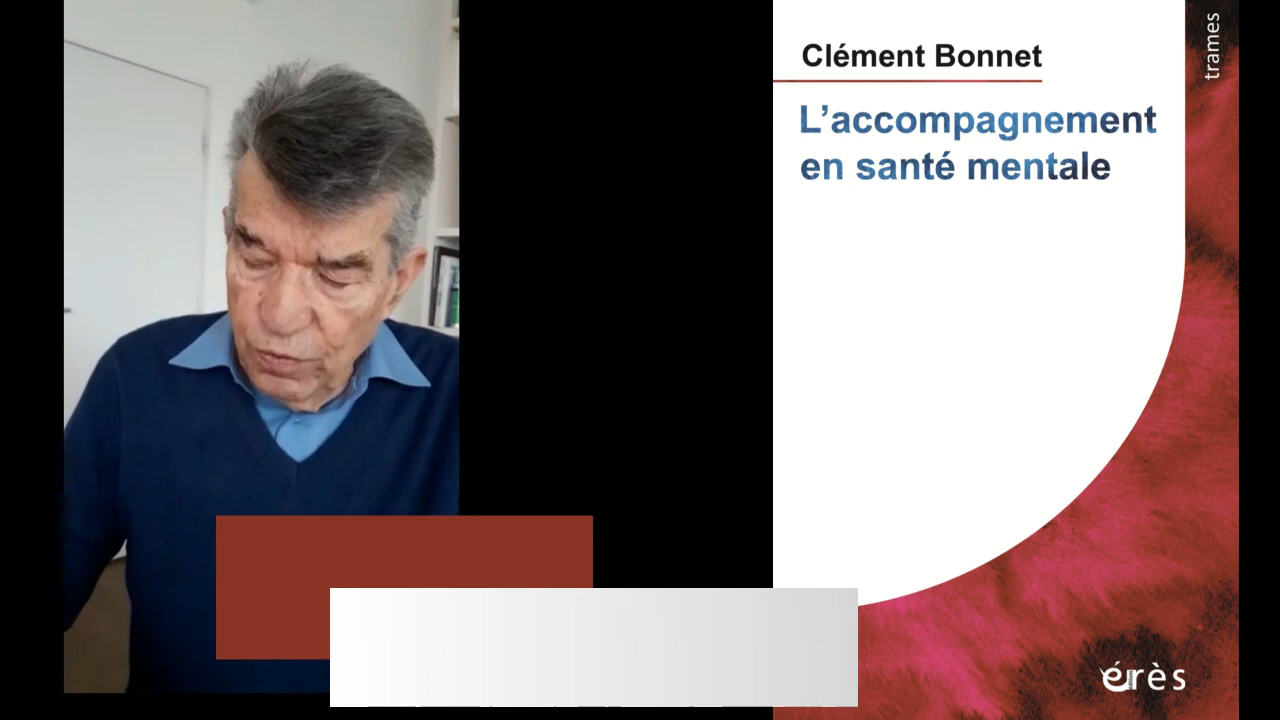 trames
Clément Bonnet
L’accompagnement
en santé mentale
érès